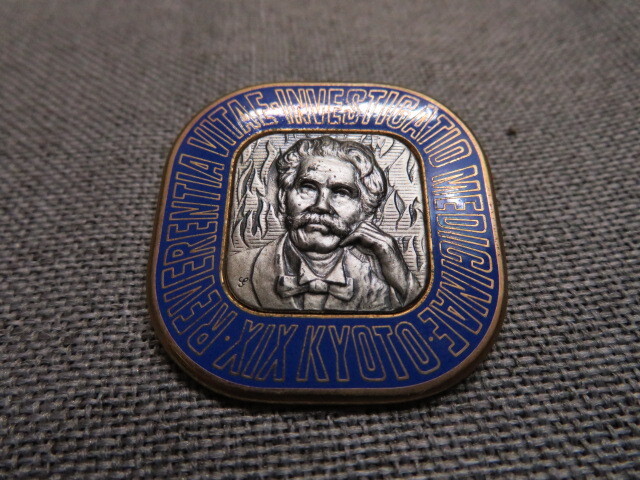 REVERENTIA VITAE · INVESTIGATIO MEDICINAE ·
XIX KYOTO ·